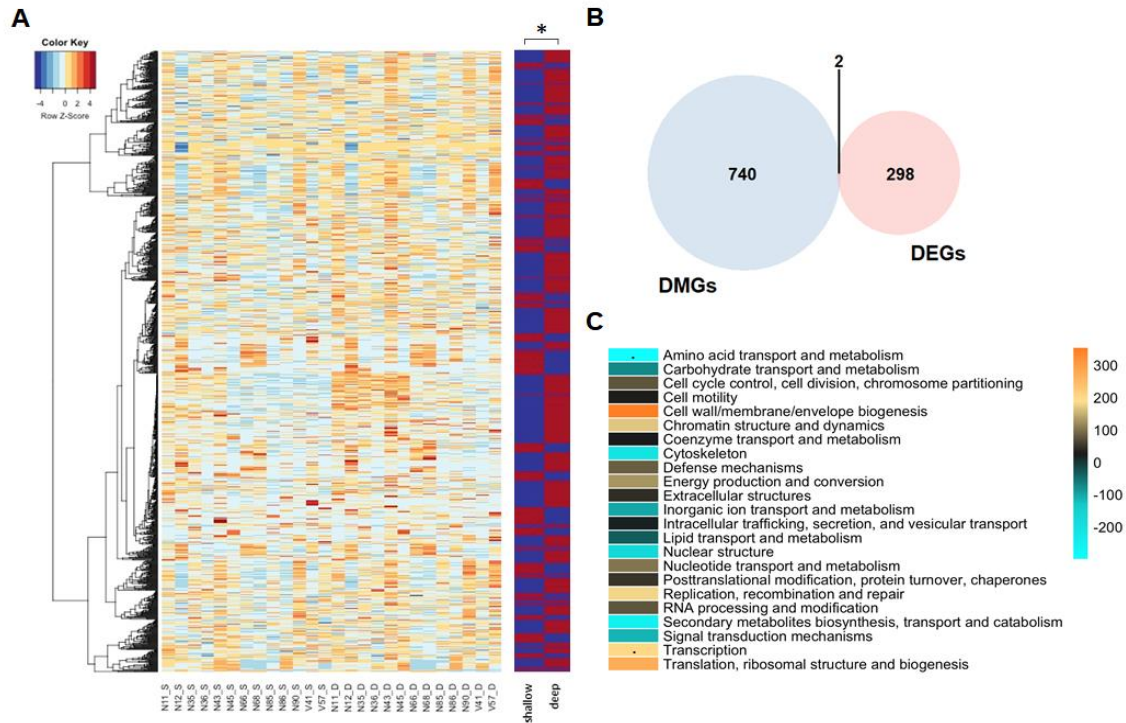 A
*
Color Key
-4 0 2 4
Row Z-Score
N11_S
N12_S
N35_S
N36_S
N43_S
N45_S
N66_S
N68_S
N85_S
N86_S
N90_S
V41_S
V57_S
N11_D
N12_D
N35_D
N36_D
N43_D
N45_D
N66_D
N68_D
N85_D
N86_D
N90_D
V41_D
V57_D
shallow
deep
B
2
740
298
DMGs
DEGs
C
Amino acid transport and metabolism
Carbohydrate transport and metabolism
Cell cycle control, cell division, chromosome partitioning
Cell motility
Cell wall/membrane/envelope biogenesis
Chromatin structure and dynamics
Coenzyme transport and metabolism
Cytoskeleton
Defense mechanisms
Energy production and conversion
Extracellular structures
Inorganic ion transport and metabolism
Intracellular trafficking, secretion, and vesicular transport
Lipid transport and metabolism
Nuclear structure
Nucleotide transport and metabolism
Posttranslational modification, protein turnover, chaperones
Replication, recombination and repair
RNA processing and modification
Secondary metabolites biosynthesis, transport and catabolism
Signal transduction mechanisms
Transcription
Translation, ribosomal structure and biogenesis
300
200
100
0
-100
-200